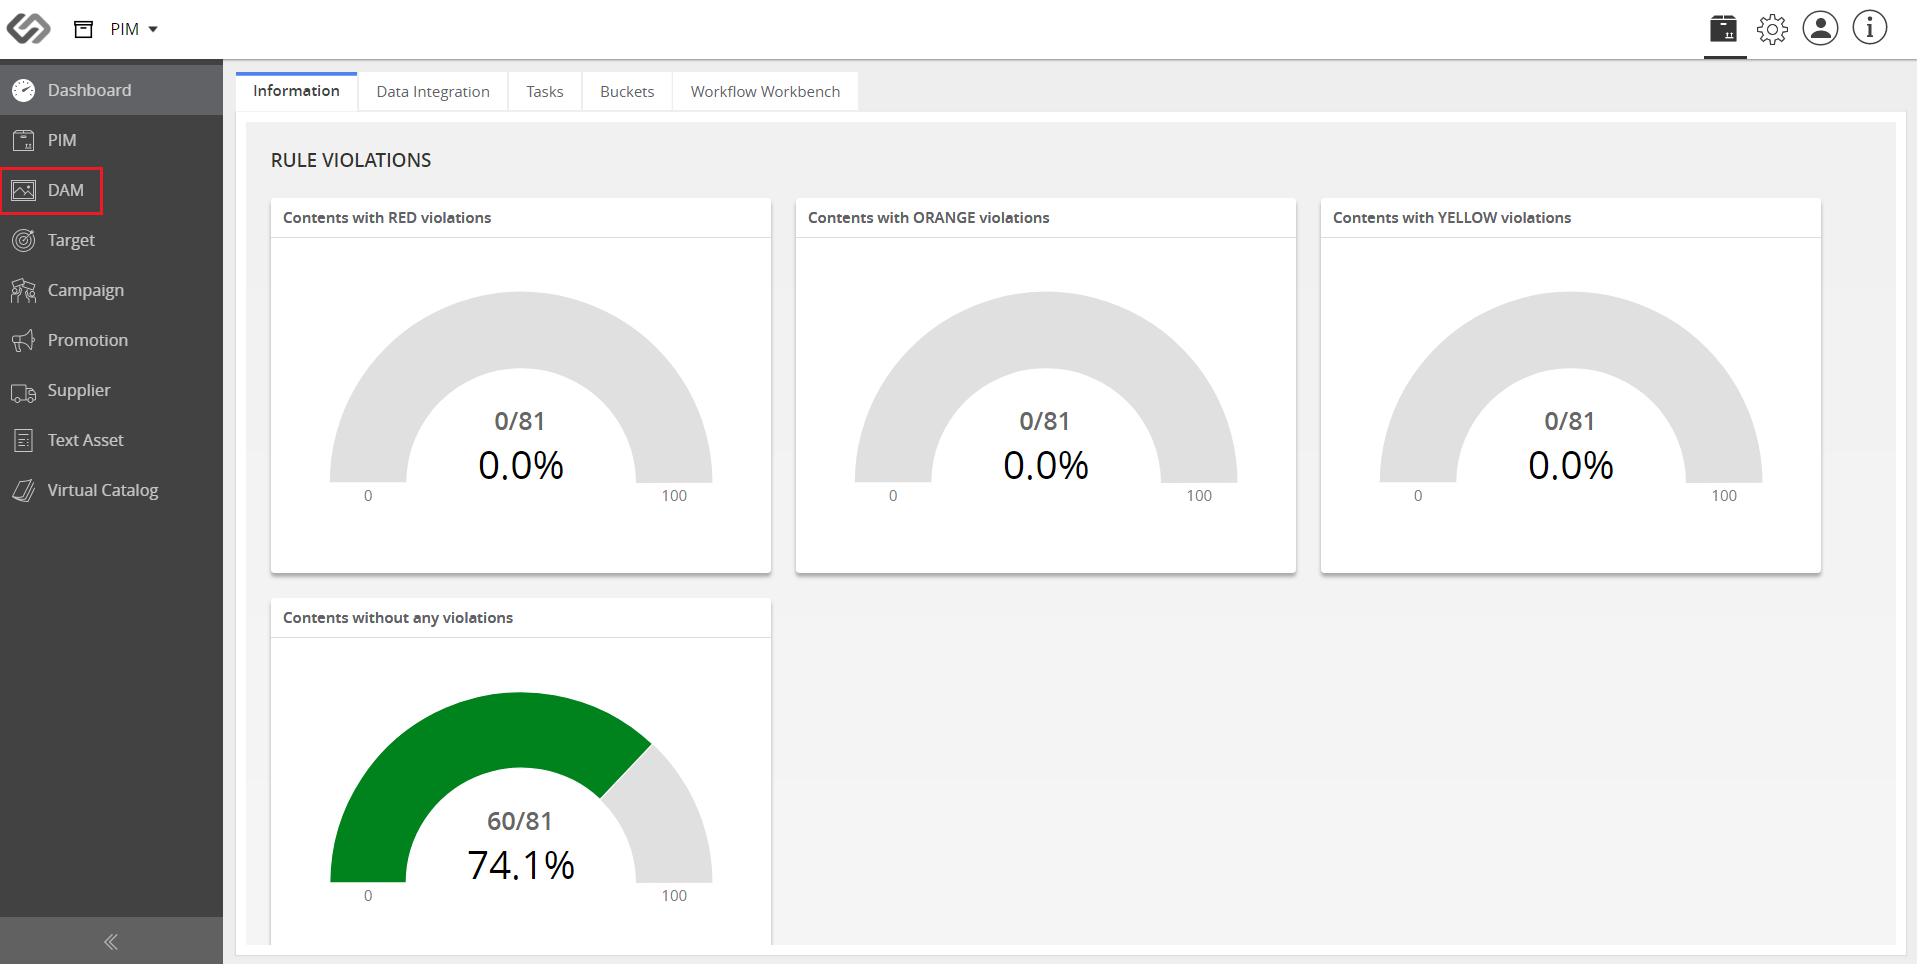 PIM
Dashboard
PIM
DAM
Target
Campaign
Promotion
Supplier
Text Asset
Virtual Catalog
Information
Data Integration
Tasks
Buckets
Workflow Workbench
RULE VIOLATIONS
Contents with RED violations
0/81
0.0%
0
100
Contents with ORANGE violations
0/81
0.0%
0
100
Contents with YELLOW violations
0/81
0.0%
0
100
Contents without any violations
60/81
74.1%
0
100